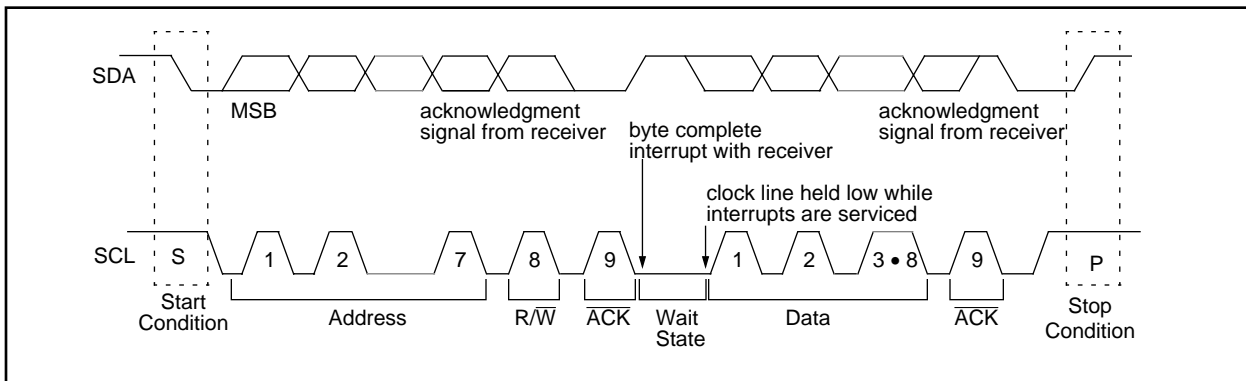 SDA
MSB
acknowledgment
signal from receiver
byte complete
interrupt with receiver
acknowledgment
signal from receiver
clock line held low while
interrupts are serviced
SCL
S
1
2
7
8
9
1
2
3 • 8
9
P
Start
Condition
Address
R/W̅
A̅C̅K̅
Wait
State
Data
A̅C̅K̅
Stop
Condition